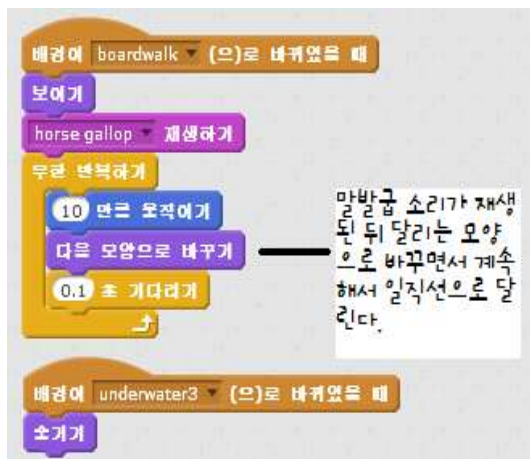 배경이 boardwalk (으)로 바뀌었을 때
보이기
horse gallop 재생하기
무한 반복하기
10 만큼 움직이기
다음 모양으로 바꾸기
0.1 초 기다리기
말발굽 소리가 재생
된 뒤 달리는 모양
으로 바꾸면서 계속
해서 일직선으로 달
린다.
배경이 underwater3 (으)로 바뀌었을 때
숨기기